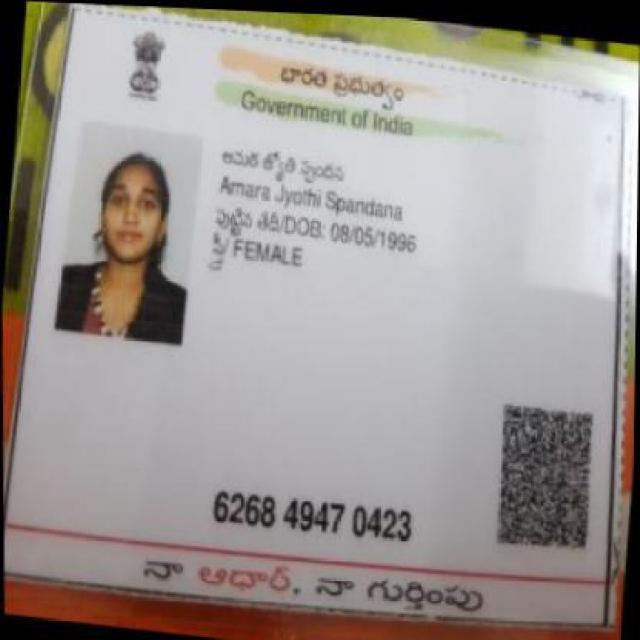 భారత ప్రభుత్వం
Government of India
అమర జ్యోతి స్పందన
Amara Jyothi Spandana
పుట్టిన తేదీ/DOB: 08/05/1996
స్త్రీ/ FEMALE
6268 4947 0423
నా ఆధార్, నా గుర్తింపు